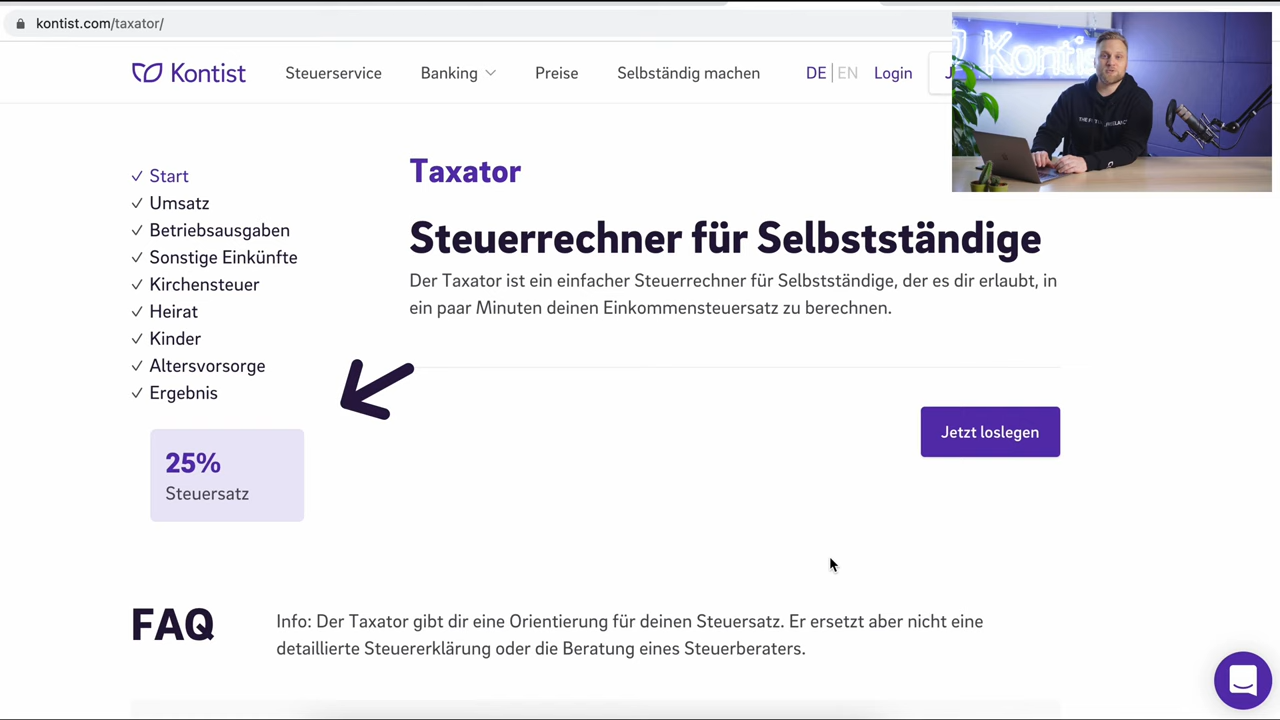 kontist.com/taxator/
Kontist
Steuerservice
Banking
Preise
Selbständig machen
DE | EN
Login
J
Konti
Start
Umsatz
Betriebsausgaben
Sonstige Einkünfte
Kirchensteuer
Heirat
Kinder
Altersvorsorge
Ergebnis
25%
Steuersatz
Taxator
Steuerrechner für Selbstständige
Der Taxator ist ein einfacher Steuerrechner für Selbstständige, der es dir erlaubt, in
ein paar Minuten deinen Einkommensteuersatz zu berechnen.
Jetzt loslegen
FAQ
Info: Der Taxator gibt dir eine Orientierung für deinen Steuersatz. Er ersetzt aber nicht eine
detaillierte Steuererklärung oder die Beratung eines Steuerberaters.